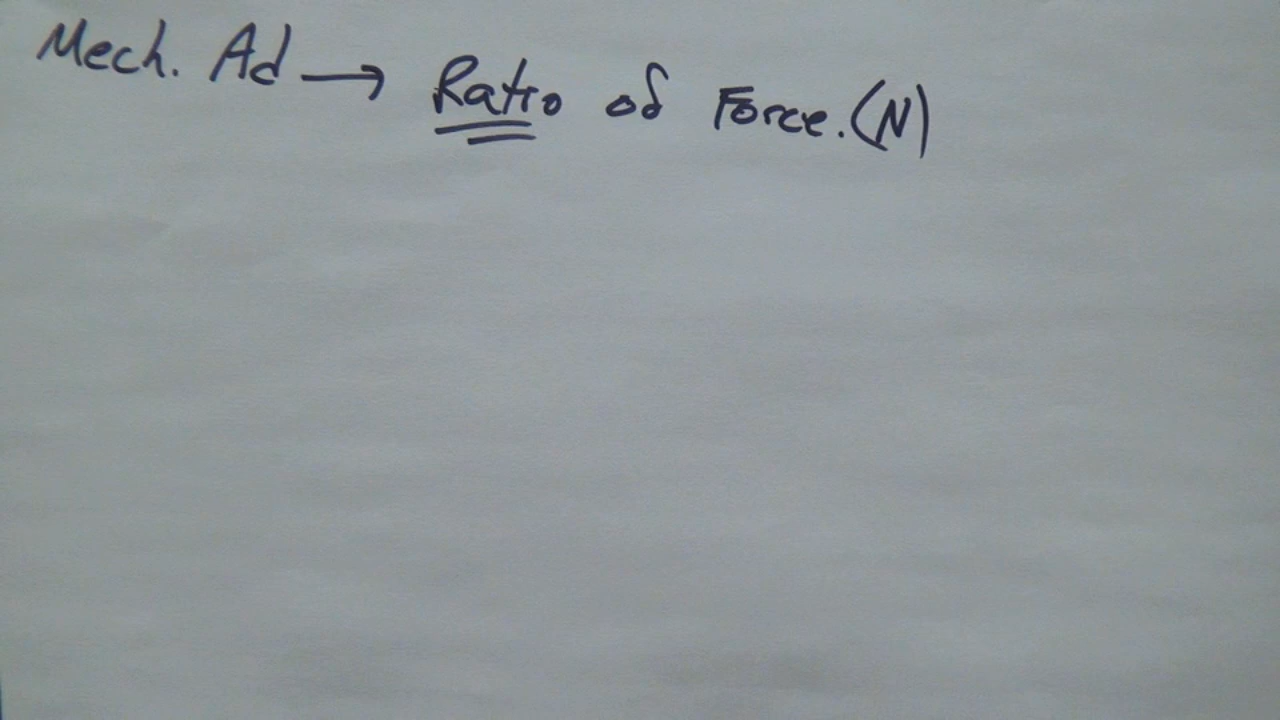 Mech. Ad → Ratio of Force. (N)